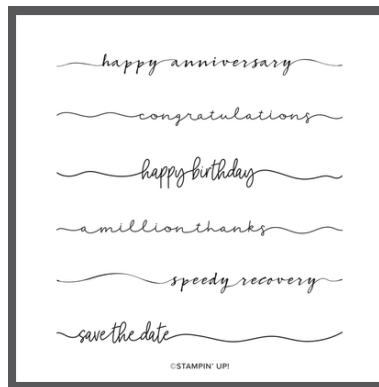 happy anniversary
congratulations
happy birthday
a million thanks
speedy recovery
save the date
©STAMPIN' UP!